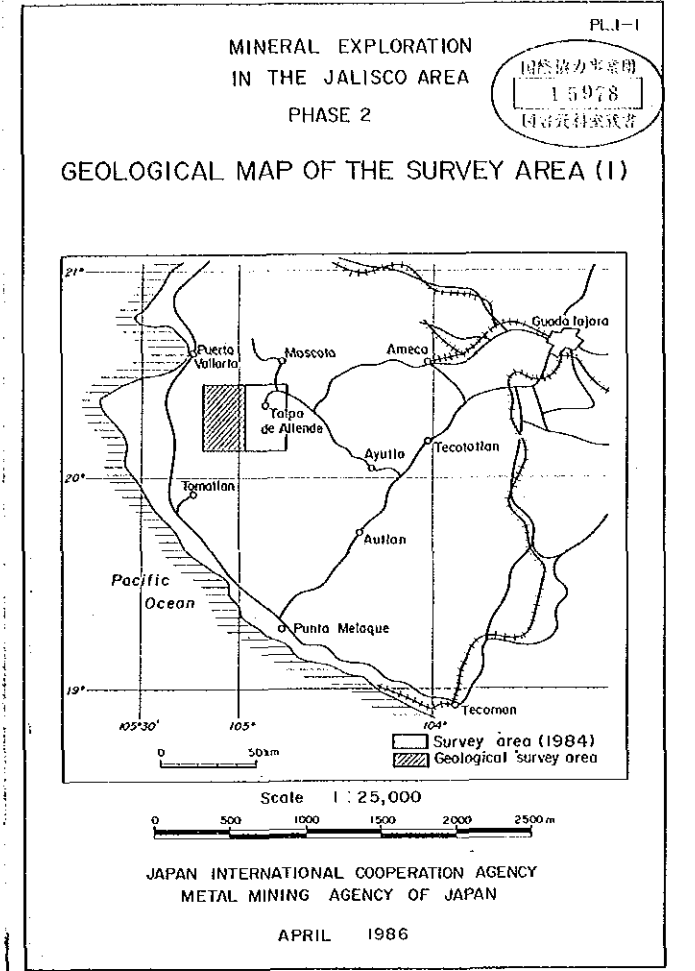 PL.I-1
MINERAL EXPLORATION
IN THE JALISCO AREA
PHASE 2
国際協力事業団
15978
GEOLOGICAL MAP OF THE SURVEY AREA (1)
21°
Guadalajara
Puerto
Vallarta
Mascota
Ameca
Talpa
de Allende
Ayutla
Tecototlan
20°
Tomatlan
Autlan
Pacific
Ocean
Punta Melaque
19°
Tecoman
105°30'
105°
104°
0
50km
Survey area (1984)
Geological survey area
Scale 1 : 25,000
0 500 1000 1500 2000 2500 m
JAPAN INTERNATIONAL COOPERATION AGENCY
METAL MINING AGENCY OF JAPAN
APRIL 1986